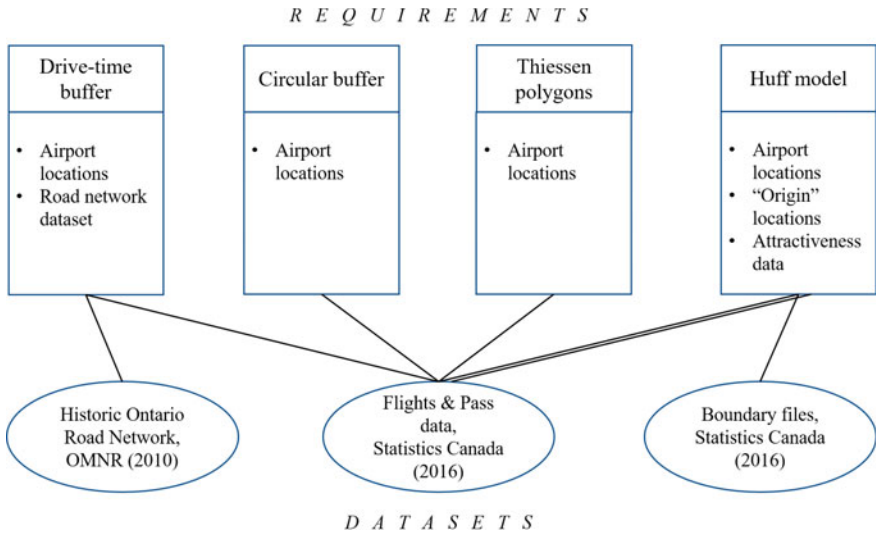 R E Q U I R E M E N T S
Drive-time
buffer
• Airport
locations
• Road network
dataset
Circular buffer
• Airport
locations
Thiessen
polygons
• Airport
locations
Huff model
• Airport
locations
• “Origin”
locations
• Attractiveness
data
Historic Ontario
Road Network,
OMNR (2010)
Flights & Pass
data,
Statistics Canada
(2016)
Boundary files,
Statistics Canada
(2016)
D A T A S E T S